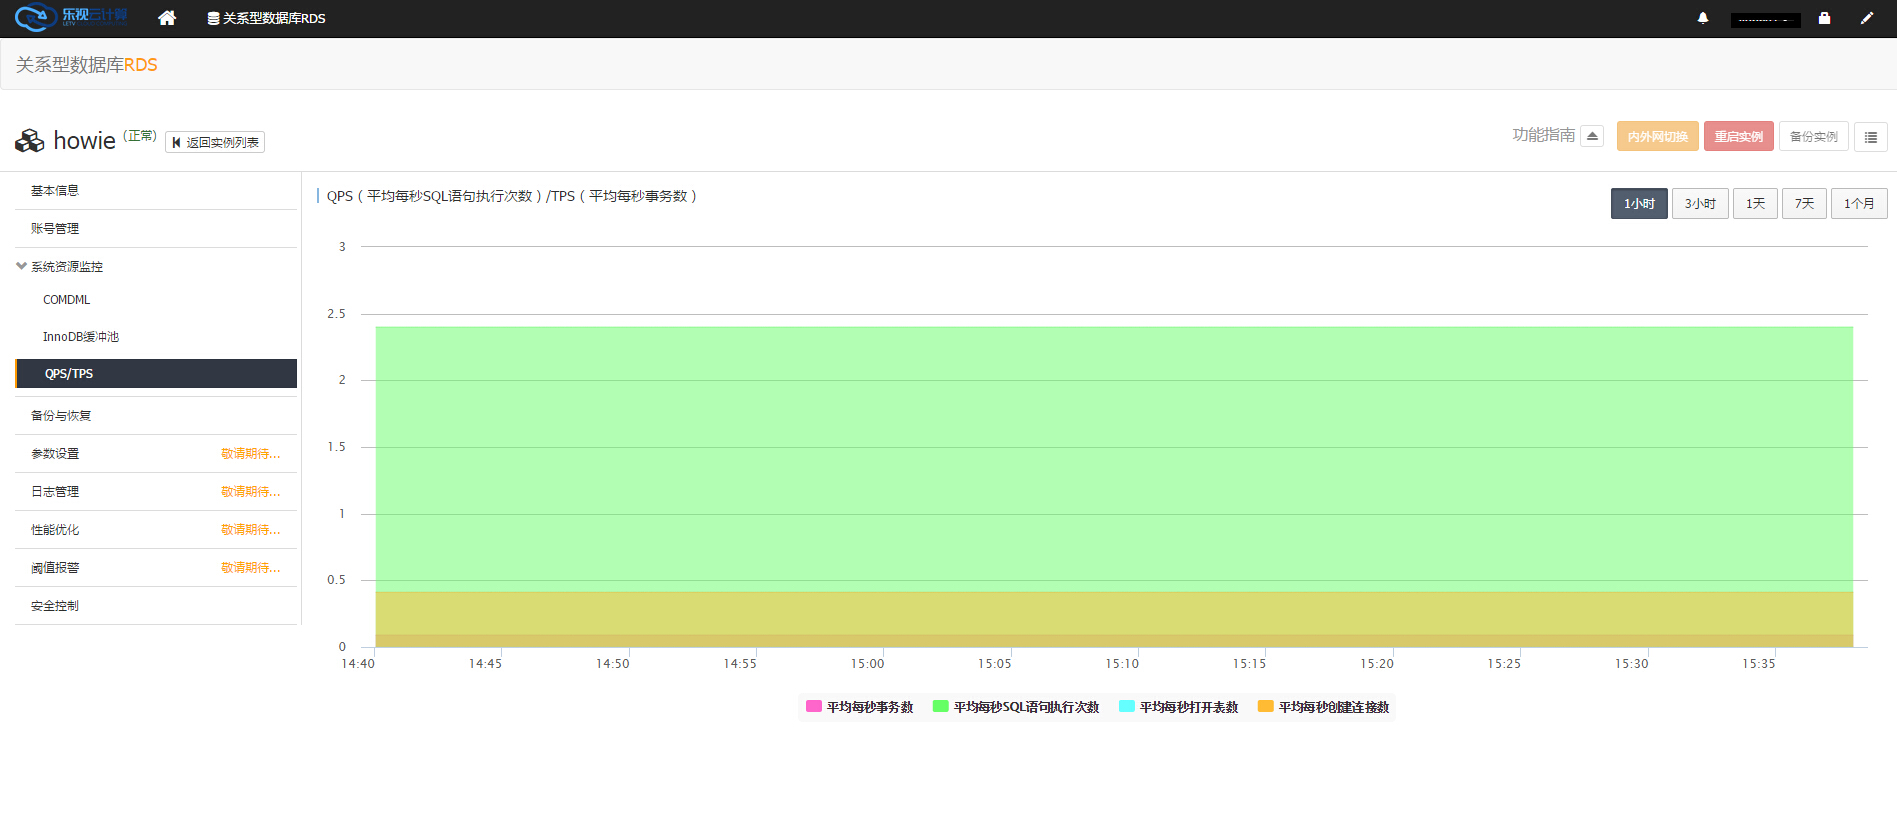 乐视云计算
LETV
关系型数据库RDS
关系型数据库RDS
howie (正常) 返回实例列表
功能指南 内外网切换 重启实例 备份实例
基本信息
账号管理
系统资源监控
COMDML
InnoDB缓冲池
QPS/TPS
备份与恢复
参数设置 敬请期待...
日志管理 敬请期待...
性能优化 敬请期待...
阈值报警 敬请期待...
安全控制
QPS ( 平均每秒SQL语句执行次数 ) /TPS ( 平均每秒事务数 )
1小时 3小时 1天 7天 1个月
3
2.5
2
1.5
1
0.5
0
14:40 14:45 14:50 14:55 15:00 15:05 15:10 15:15 15:20 15:25 15:30 15:35
平均每秒事务数 平均每秒SQL语句执行次数 平均每秒打开表数 平均每秒创建连接数